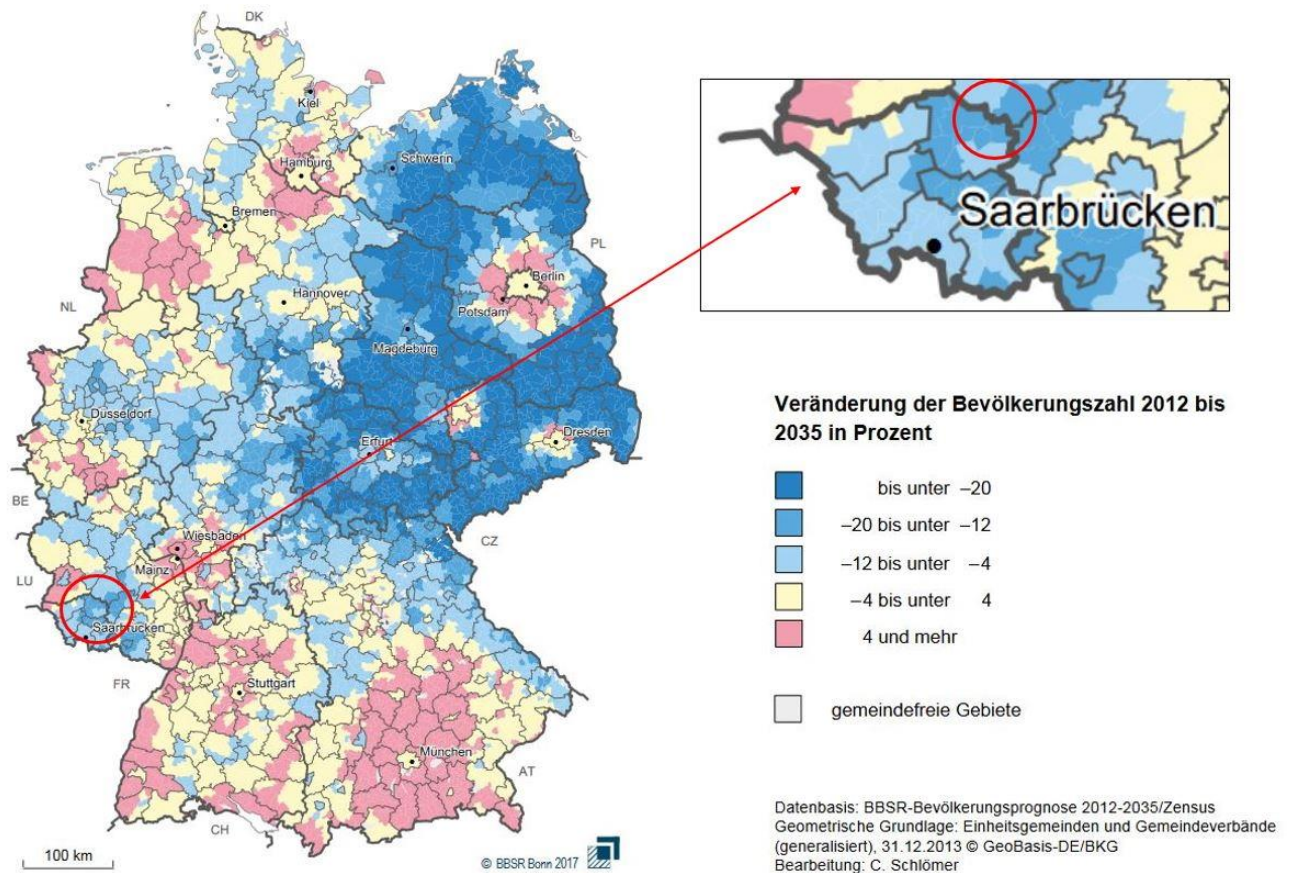 DK
Kiel
Hamburg
Schwerin
Bremen
PL
Berlin
Hannover
Potsdam
NL
Magdeburg
Düsseldorf
Erfurt
Dresden
BE
Wiesbaden
CZ
Mainz
LU
Saarbrücken
FR
Stuttgart
München
AT
CH
100 km
© BBSR Bonn 2017
Saarbrücken
Veränderung der Bevölkerungszahl 2012 bis
2035 in Prozent
bis unter –20
–20 bis unter –12
–12 bis unter –4
–4 bis unter 4
4 und mehr
gemeindefreie Gebiete
Datenbasis: BBSR-Bevölkerungsprognose 2012-2035/Zensus
Geometrische Grundlage: Einheitsgemeinden und Gemeindeverbände
(generalisiert), 31.12.2013 © GeoBasis-DE/BKG
Bearbeitung: C. Schlömer